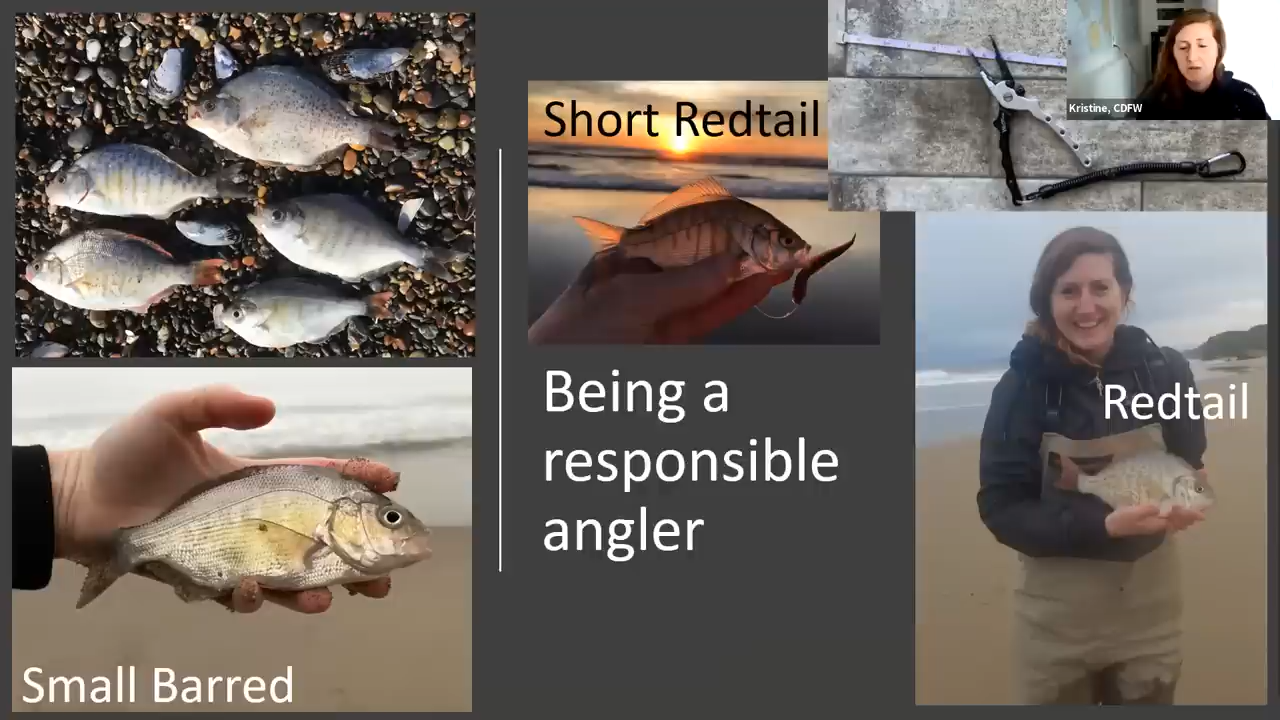 Kristine, CDFW
Short Redtail
Being a
responsible
angler
Redtail
Small Barred